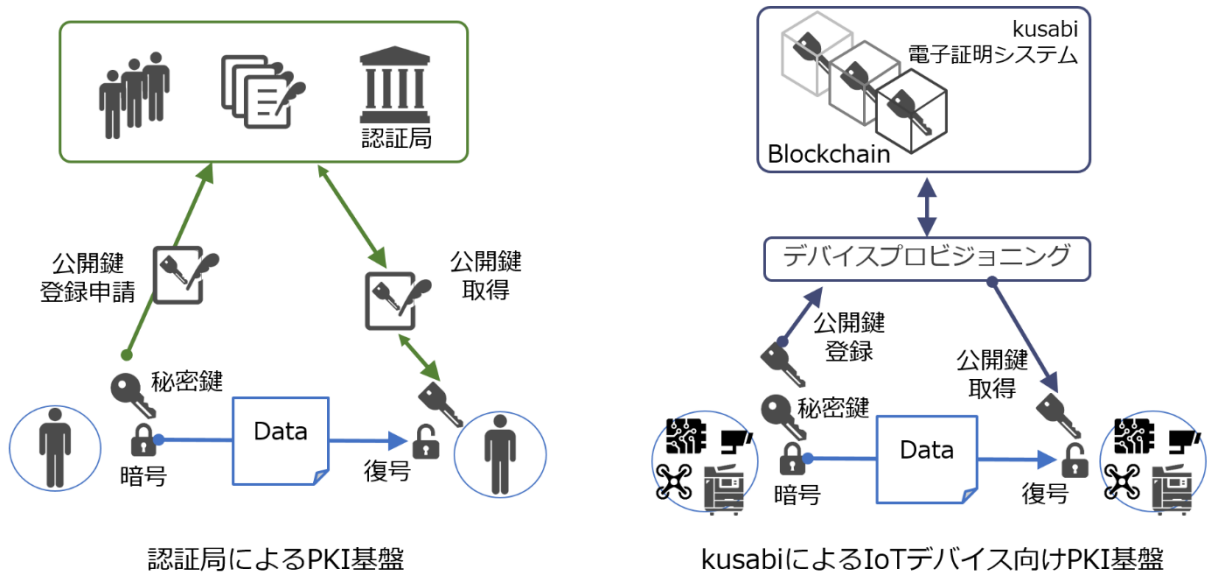 認証局
公開鍵
登録申請
公開鍵
取得
秘密鍵
Data
暗号
復号
認証局によるPKI基盤
kusabi
電子証明システム
Blockchain
デバイスプロビジョニング
公開鍵
登録
公開鍵
取得
秘密鍵
Data
暗号
復号
kusabiによるIoTデバイス向けPKI基盤